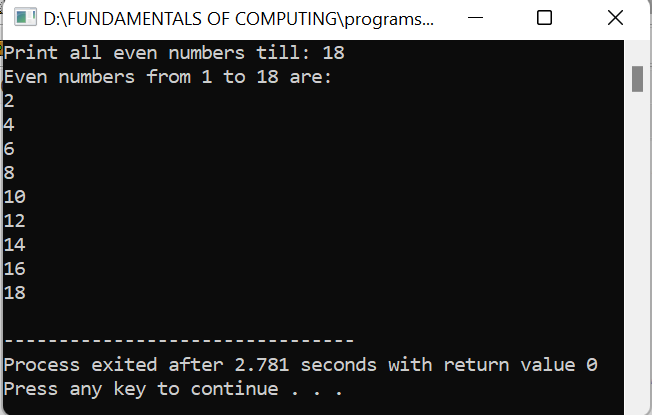 D:\FUNDAMENTALS OF COMPUTING\programs...
Print all even numbers till: 18
Even numbers from 1 to 18 are:
2
4
6
8
10
12
14
16
18
--------------------------------
Process exited after 2.781 seconds with return value 0
Press any key to continue . . .